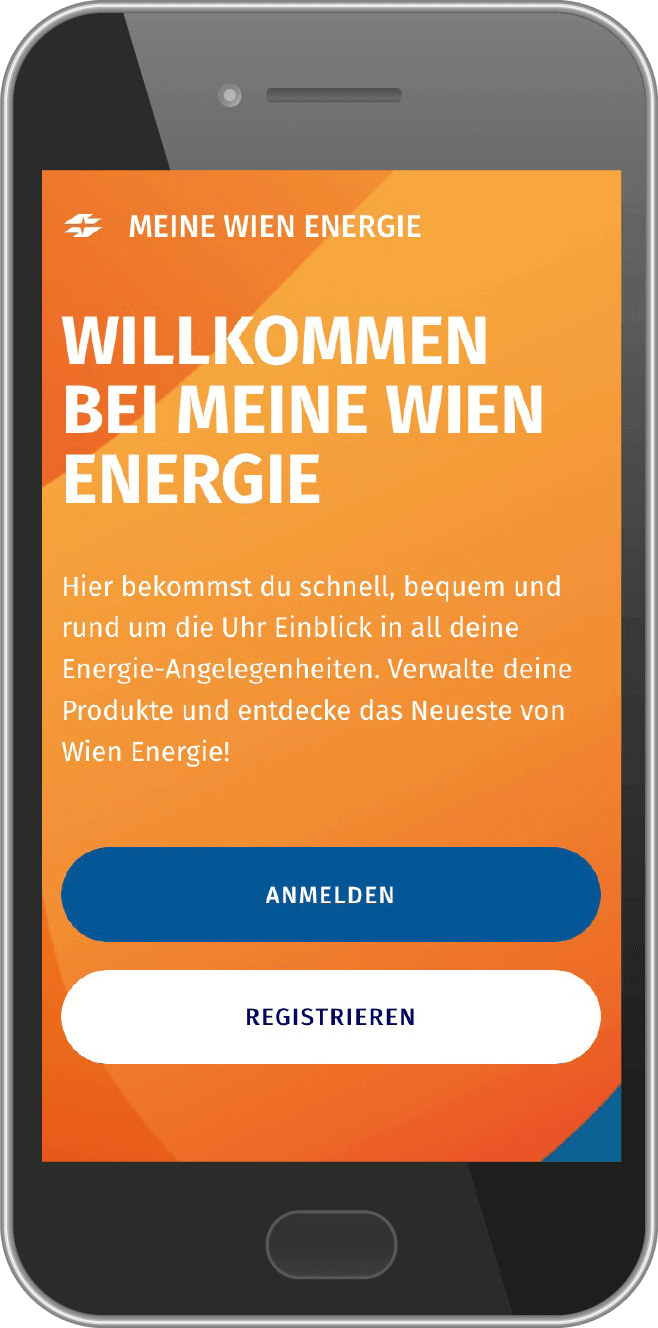 MEINE WIEN ENERGIE
WILLKOMMEN
BEI MEINE WIEN
ENERGIE
Hier bekommst du schnell, bequem und
rund um die Uhr Einblick in all deine
Energie-Angelegenheiten. Verwalte deine
Produkte und entdecke das Neueste von
Wien Energie!
ANMELDEN
REGISTRIEREN